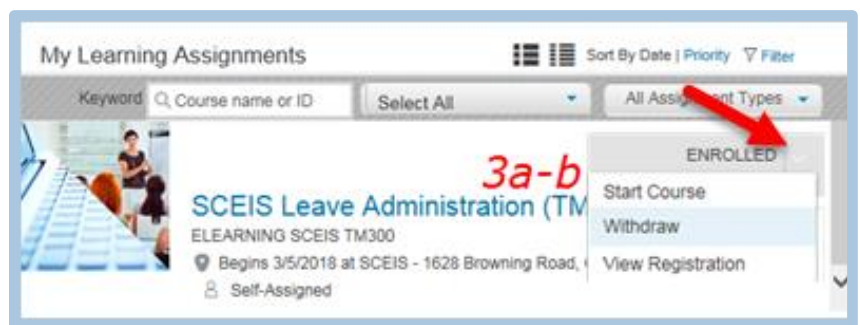 My Learning Assignments Sort By Date | Priority Filter
Keyword Course name or ID Select All All Assignment Types
ENROLLED
3a-b
Start Course
SCEIS Leave Administration (TM
Withdraw
ELEARNING SCEIS TM300
Begins 3/5/2018 at SCEIS - 1628 Browning Road,
View Registration
Self-Assigned